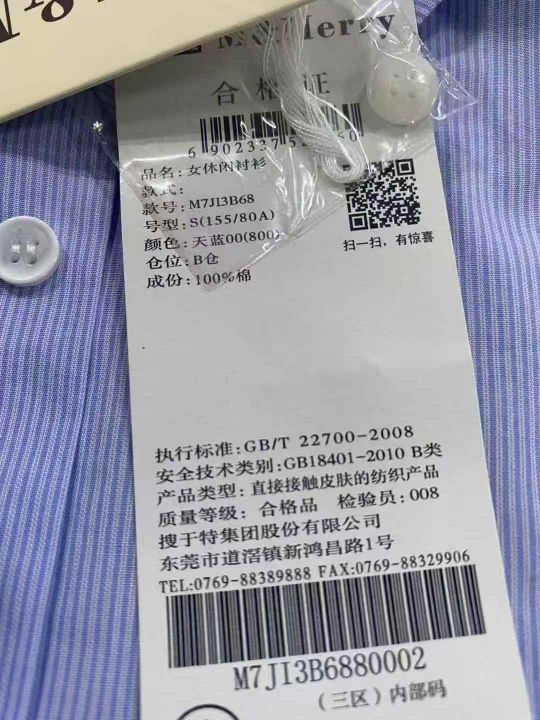 合格证
品名:女休闲衬衫
款式:
款号:M7JI3B68
号型:S(155/80A)
颜色:天蓝00(800)
仓位:B仓
成份:100%棉
扫一扫,有惊喜
执行标准:GB/T 22700-2008
安全技术类别:GB18401-2010 B类
产品类型:直接接触皮肤的纺织产品
质量等级:合格品 检验员:008
搜于特集团股份有限公司
东莞市道滘镇新鸿昌路1号
TEL:0769-88389888 FAX:0769-88329906
M7JI3B6880002
(三区)内部码